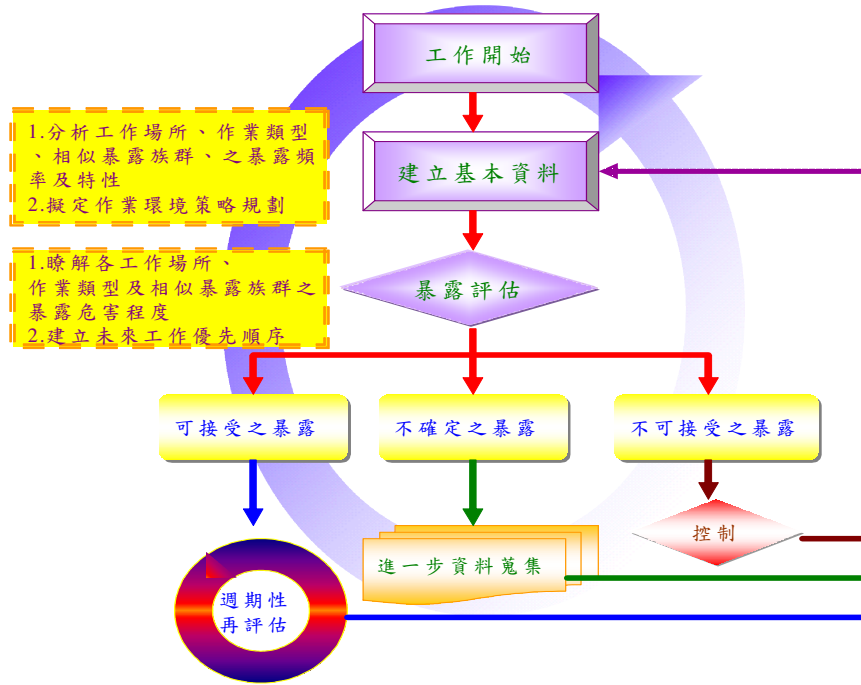 工作開始
1.分析工作場所、作業類型
、相似暴露族群、之暴露頻
率及特性
2.擬定作業環境策略規劃
建立基本資料
1.瞭解各工作場所、
作業類型及相似暴露族群之
暴露危害程度
2.建立未來工作優先順序
暴露評估
可接受之暴露
不確定之暴露
不可接受之暴露
控制
進一步資料蒐集
週期性
再評估